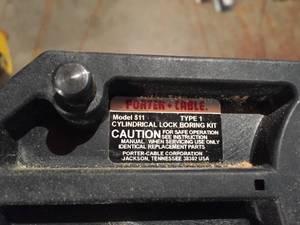 PORTER+CABLE.
Model 511 TYPE 1
CYLINDRICAL LOCK BORING KIT
CAUTION FOR SAFE OPERATION
SEE INSTRUCTION
MANUAL. WHEN SERVICING USE ONLY
IDENTICAL REPLACEMENT PARTS
PORTER-CABLE CORPORATION
JACKSON, TENNESSEE 38302 USA